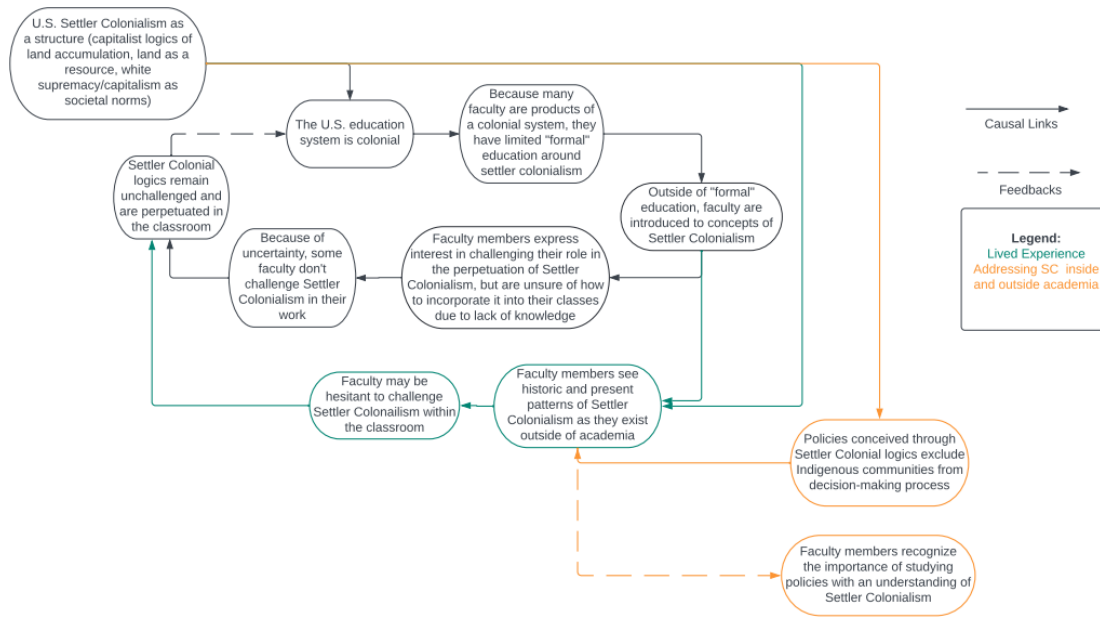 U.S. Settler Colonialism as
a structure (capitalist logics of
land accumulation, land as a
resource, white
supremacy/capitalism as
societal norms)
The U.S. education
system is colonial
Because many
faculty are products of
a colonial system, they
have limited "formal"
education around
settler colonialism
Outside of "formal"
education, faculty are
introduced to concepts of
Settler Colonialism
Faculty members express
interest in challenging their role in
the perpetuation of Settler
Colonialism, but are unsure of how
to incorporate it into their classes
due to lack of knowledge
Because of
uncertainty, some
faculty don't
challenge Settler
Colonialism in their
work
Settler Colonial
logics remain
unchallenged and
are perpetuated in
the classroom
Faculty may be
hesitant to challenge
Settler Colonailism within
the classroom
Faculty members see
historic and present
patterns of Settler
Colonialism as they exist
outside of academia
Policies conceived through
Settler Colonial logics exclude
Indigenous communities from
decision-making process
Faculty members recognize
the importance of studying
policies with an understanding of
Settler Colonialism
Causal Links
Feedbacks
Legend:
Lived Experience
Addressing SC inside
and outside academia